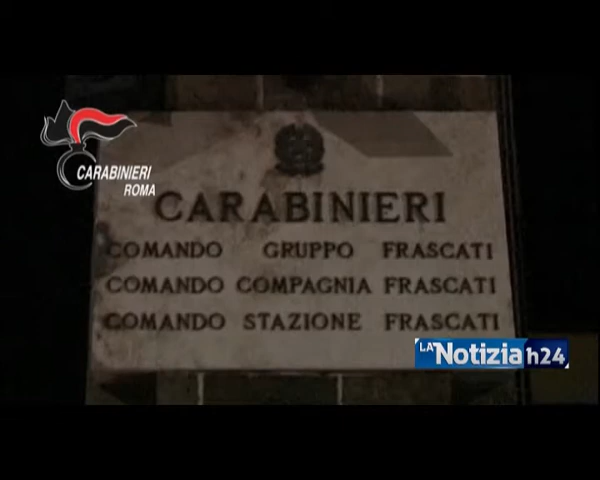 CARABINIERI
ROMA
CARABINIERI
COMANDO GRUPPO FRASCATI
COMANDO COMPAGNIA FRASCATI
COMANDO STAZIONE FRASCATI
LA Notizia h24